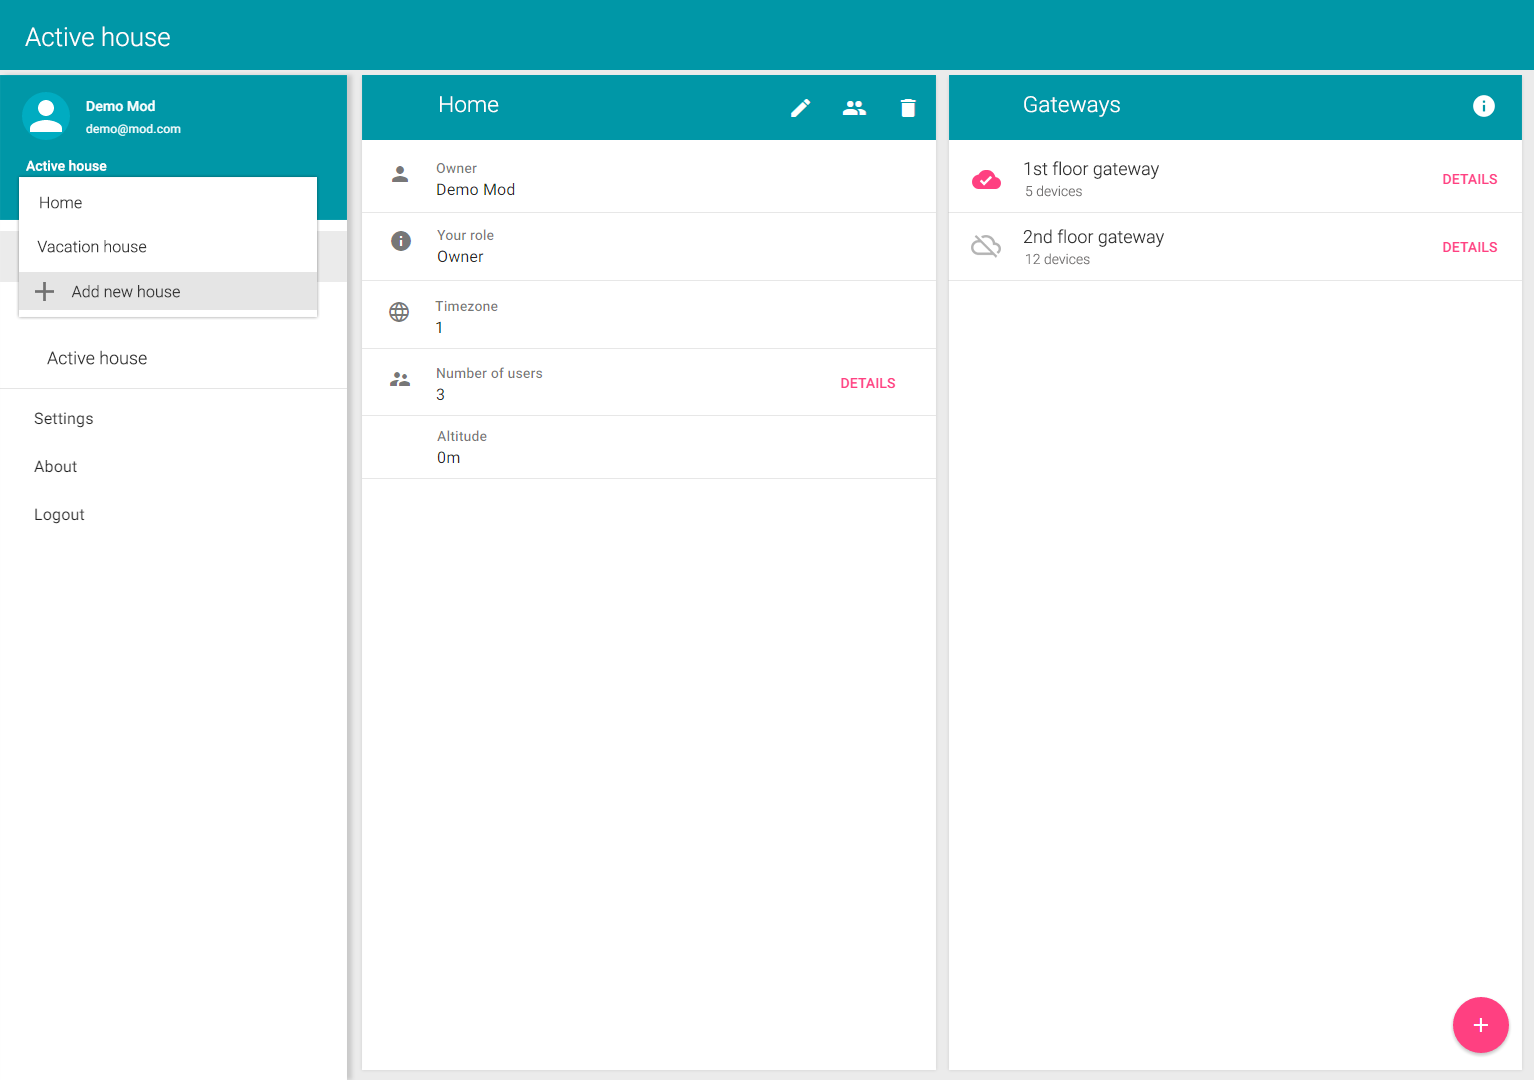 Active house
Demo Mod
demo@mod.com
Active house
Home
Vacation house
Add new house
Active house
Settings
About
Logout
Home
Owner
Demo Mod
Your role
Owner
Timezone
1
Number of users
3
DETAILS
Altitude
0m
Gateways
1st floor gateway
5 devices
DETAILS
2nd floor gateway
12 devices
DETAILS